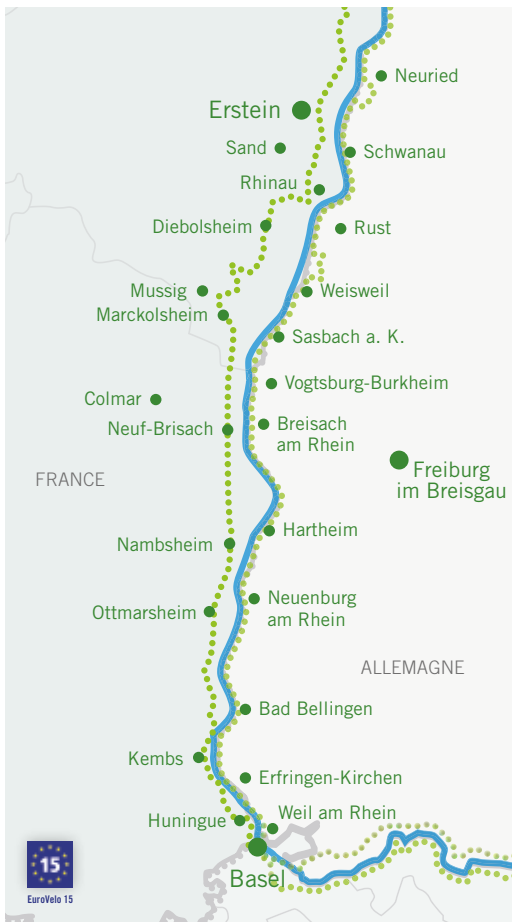 Neuried
Erstein
Sand
Schwanau
Rhinau
Diebolsheim
Rust
Mussig
Weisweil
Marckolsheim
Sasbach a. K.
Vogtsburg-Burkheim
Colmar
Neuf-Brisach
Breisach
am Rhein
FRANCE
Freiburg
im Breisgau
Hartheim
Nambsheim
Neuenburg
am Rhein
Ottmarsheim
ALLEMAGNE
Bad Bellingen
Kembs
Erfringen-Kirchen
Huningue
Weil am Rhein
Basel
15
EuroVelo 15